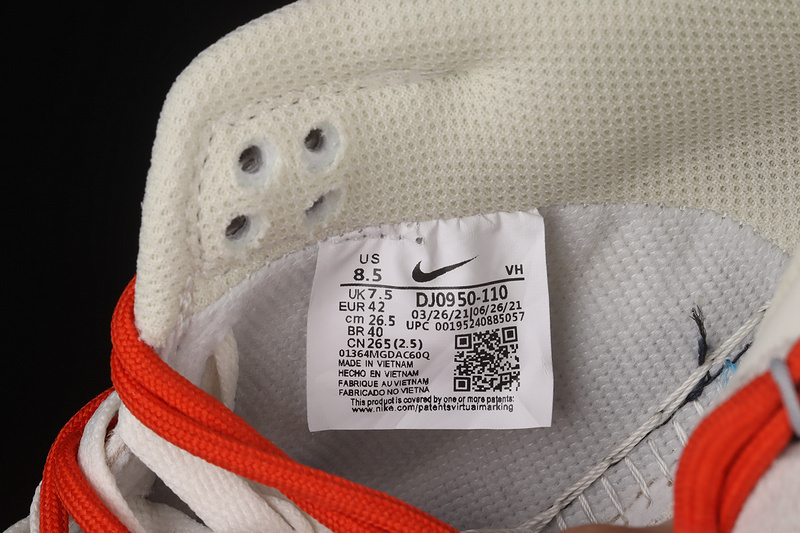 US
8.5
VH
UK 7.5
EUR 42
cm 26.5
BR 40
CN 265 (2.5)
DJ0950-110
03/26/21|06/26/21
UPC 00195240885057
01364MGDAC60Q
MADE IN VIETNAM
HECHO EN VIETNAM
FABRIQUE AU VIETNAM
FABRICADO NO VIETNA
This product is covered by one or more patents:
www.nike.com/patentsvirtualmarking